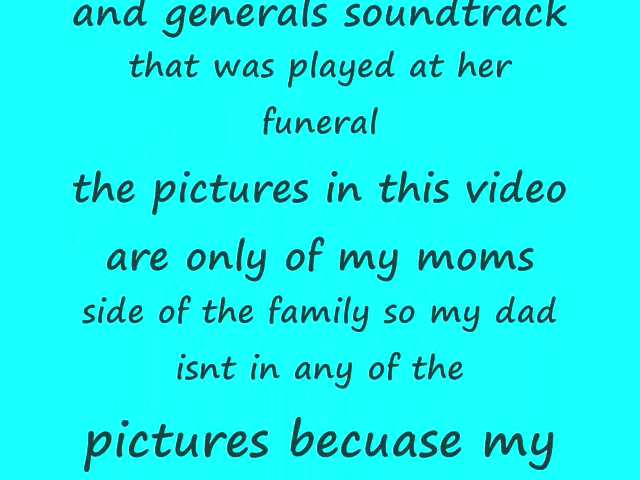 and generals soundtrack
that was played at her
funeral
the pictures in this video
are only of my moms
side of the family so my dad
isnt in any of the
pictures becuase my